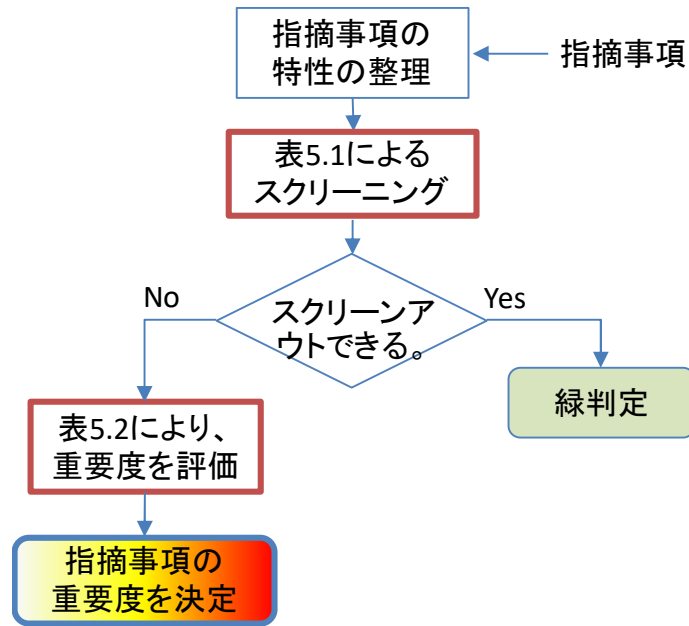 指摘事項の
特性の整理
指摘事項
表5.1による
スクリーニング
No
Yes
スクリーンア
ウトできる。
緑判定
表5.2により、
重要度を評価
指摘事項の
重要度を決定